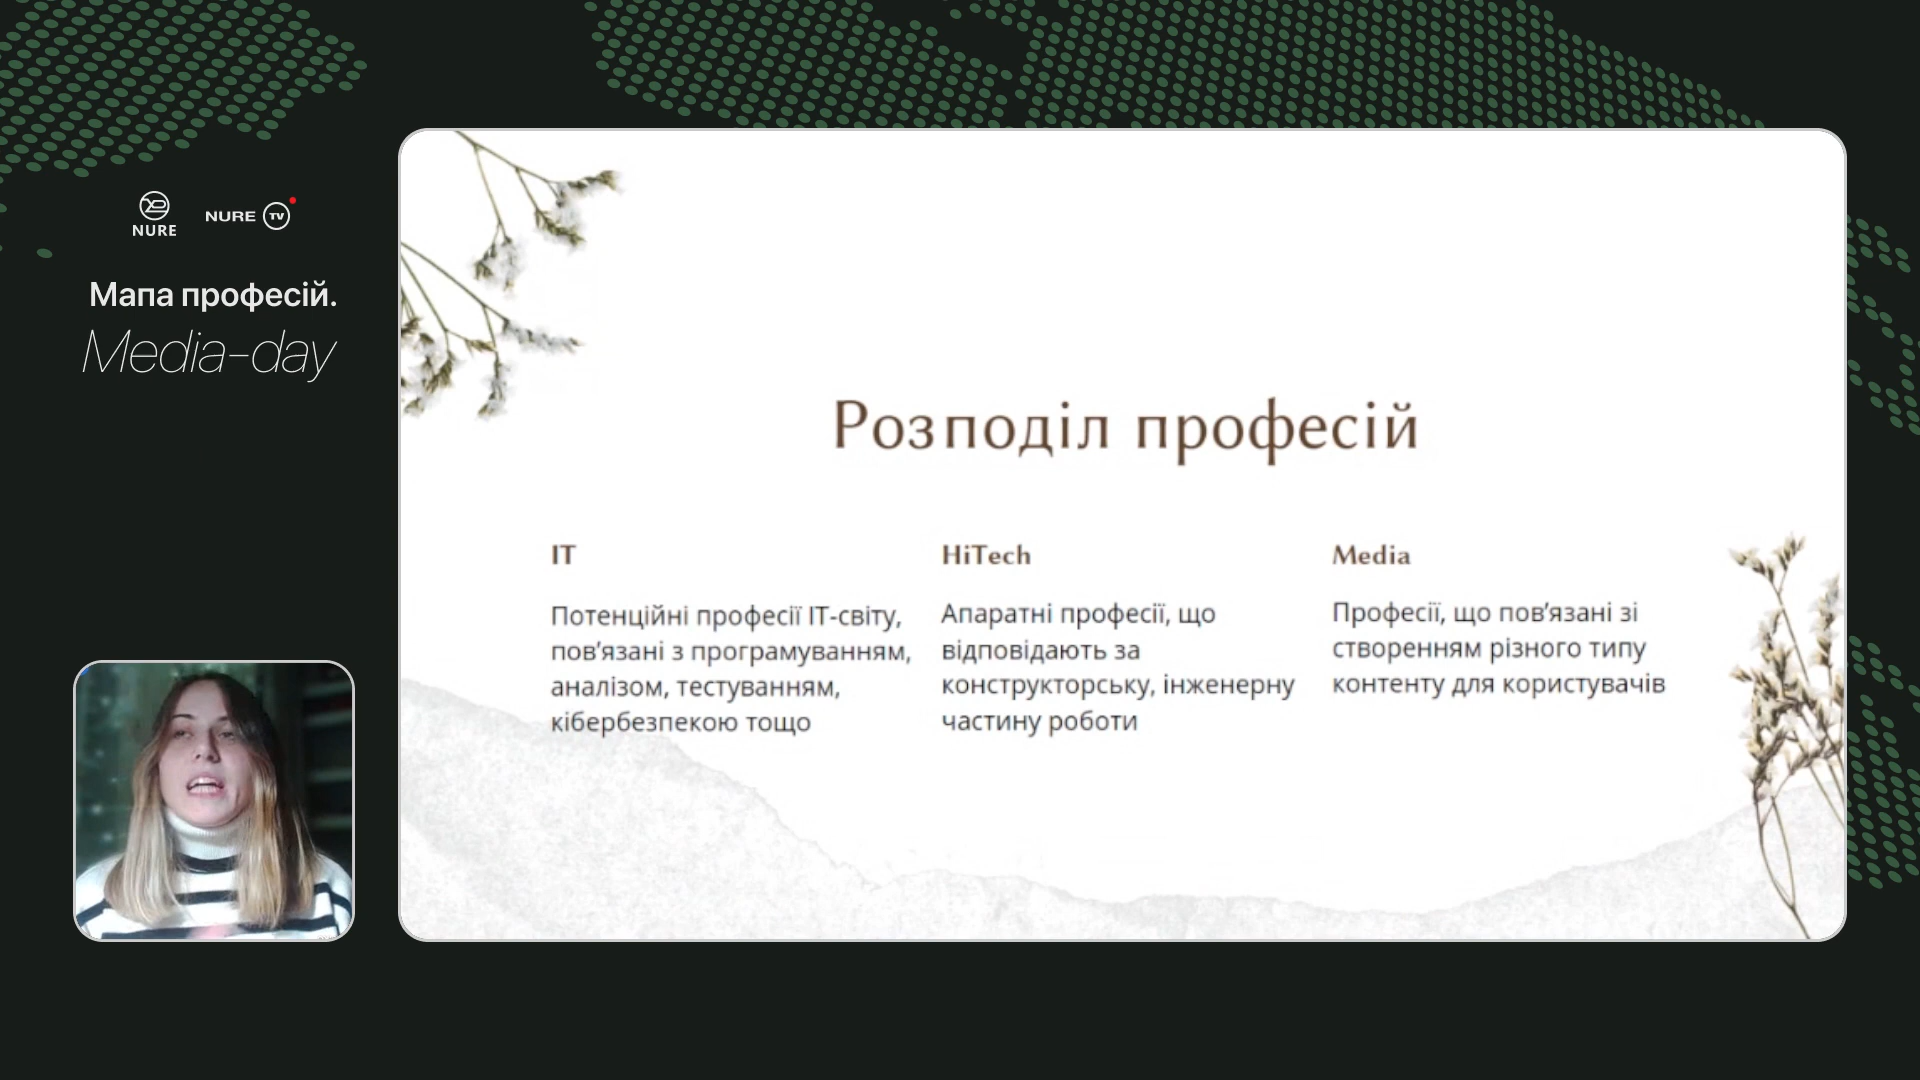 NURE
NURE TV
Мапа професій.
Media-day
Розподіл професій
IT
Потенційні професії ІТ-світу,
пов’язані з програмуванням,
аналізом, тестуванням,
кібербезпекою тощо
HiTech
Апаратні професії, що
відповідають за
конструкторську, інженерну
частину роботи
Media
Професії, що пов’язані зі
створенням різного типу
контенту для користувачів